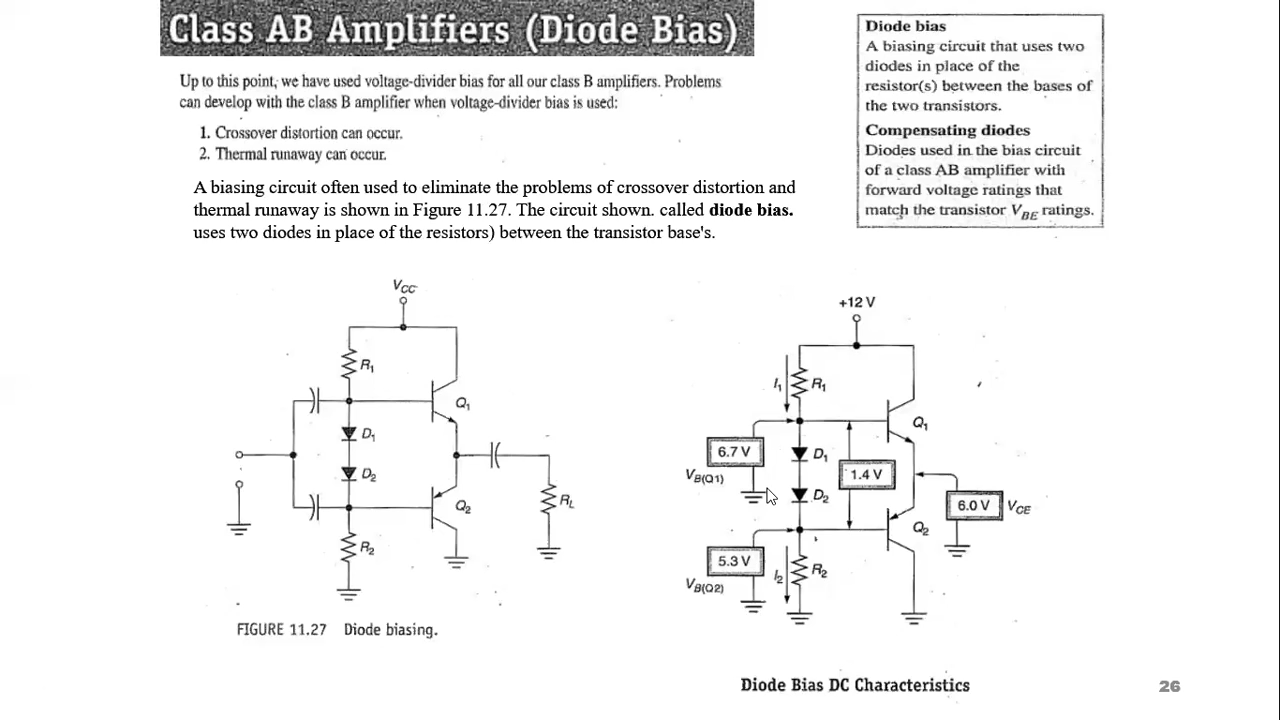 Class AB Amplifiers (Diode Bias)
Up to this point, we have used voltage-divider bias for all our class B amplifiers. Problems
can develop with the class B amplifier when voltage-divider bias is used:
1. Crossover distortion can occur.
2. Thermal runaway can occur.
A biasing circuit often used to eliminate the problems of crossover distortion and
thermal runaway is shown in Figure 11.27. The circuit shown. called diode bias.
uses two diodes in place of the resistors) between the transistor base's.
Diode bias
A biasing circuit that uses two
diodes in place of the
resistor(s) between the bases of
the two transistors.
Compensating diodes
Diodes used in the bias circuit
of a class AB amplifier with
forward voltage ratings that
match the transistor VBE ratings.
VCC
R1
Q1
D1
D2
Q2
RL
R2
FIGURE 11.27 Diode biasing.
+12 V
I1
R1
Q1
6.7 V
D1
VB(Q1)
1.4 V
D2
6.0 V
VCE
Q2
5.3 V
I2
R2
VB(Q2)
Diode Bias DC Characteristics
26